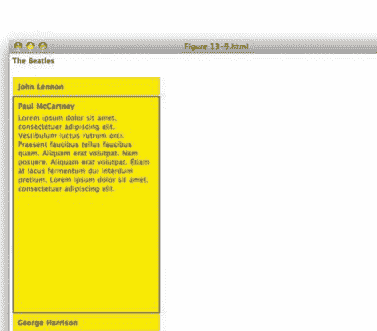 Figure 13-9.html
The Beatles
John Lennon
Paul McCartney
Lorem ipsum dolor sit amet,
consectetuer adipiscing elit.
Vestibulum luctus rutrum orci.
Praesent faucibus tellus faucibus
quam. Aliquam erat volutpat. Nam
posuere. Aliquam erat volutpat. Etiam
at lacus fermentum dui interdum
pretium. Lorem ipsum dolor sit amet,
consectetuer adipiscing elit.
George Harrison